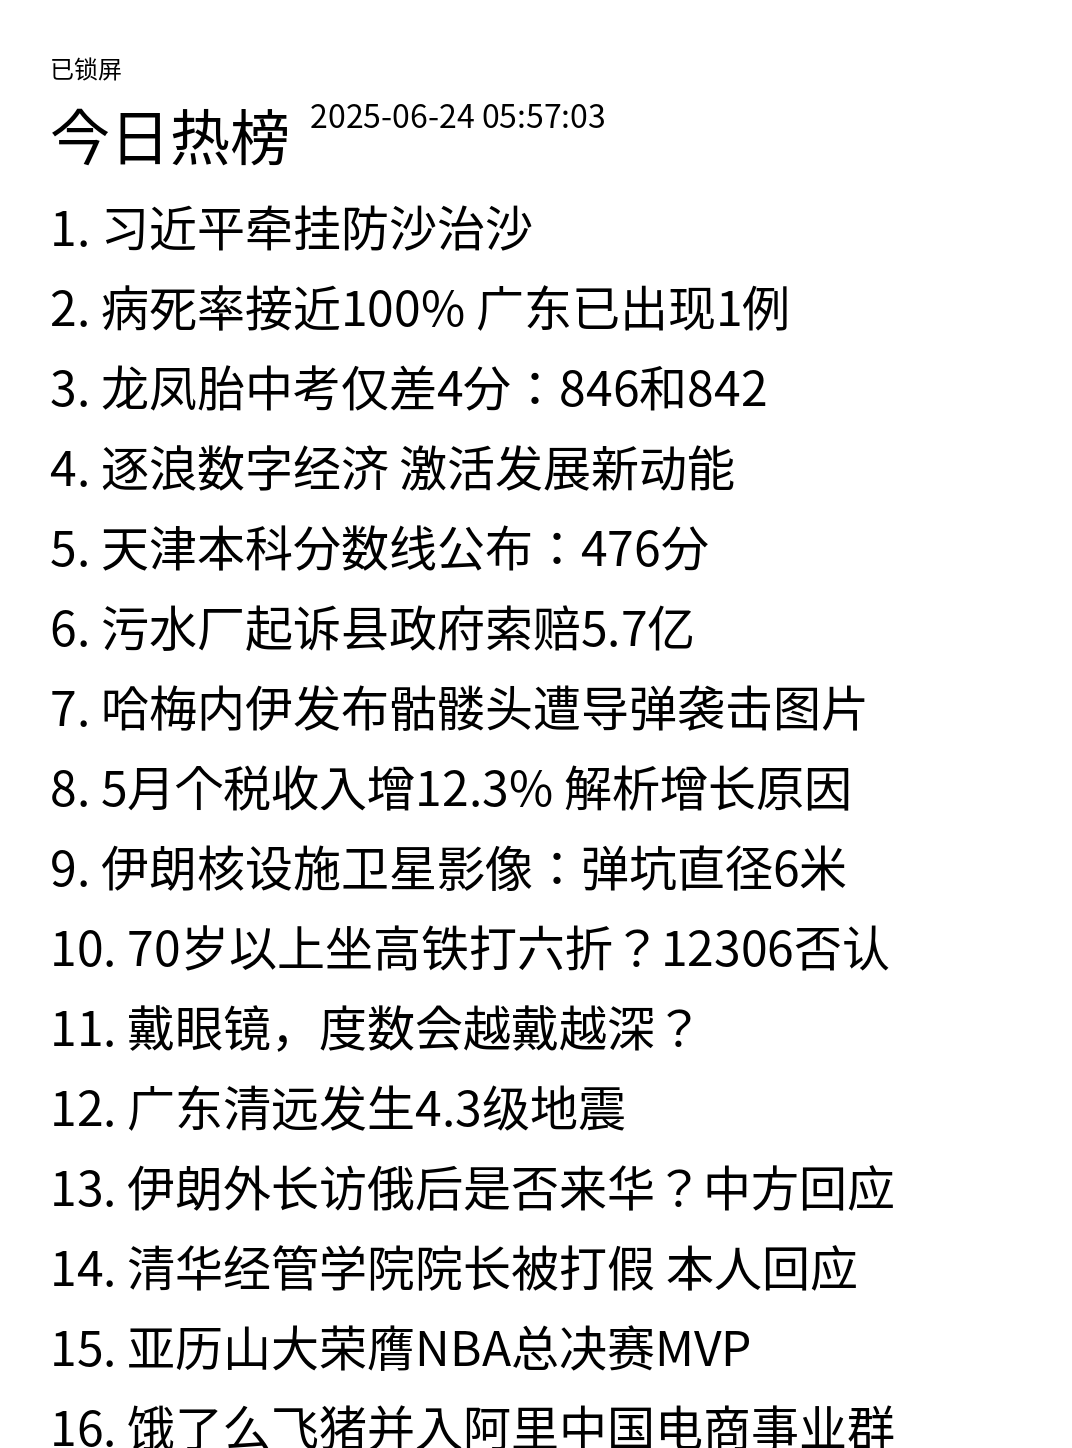 已锁屏
今日热榜 2025-06-24 05:57:03
1. 习近平牵挂防沙治沙
2. 病死率接近100% 广东已出现1例
3. 龙凤胎中考仅差4分：846和842
4. 逐浪数字经济 激活发展新动能
5. 天津本科分数线公布：476分
6. 污水厂起诉县政府索赔5.7亿
7. 哈梅内伊发布骷髅头遭导弹袭击图片
8. 5月个税收入增12.3% 解析增长原因
9. 伊朗核设施卫星影像：弹坑直径6米
10. 70岁以上坐高铁打六折？12306否认
11. 戴眼镜，度数会越戴越深？
12. 广东清远发生4.3级地震
13. 伊朗外长访俄后是否来华？中方回应
14. 清华经管学院院长被打假 本人回应
15. 亚历山大荣膺NBA总决赛MVP
16. 饿了么飞猪并入阿里中国电商事业群